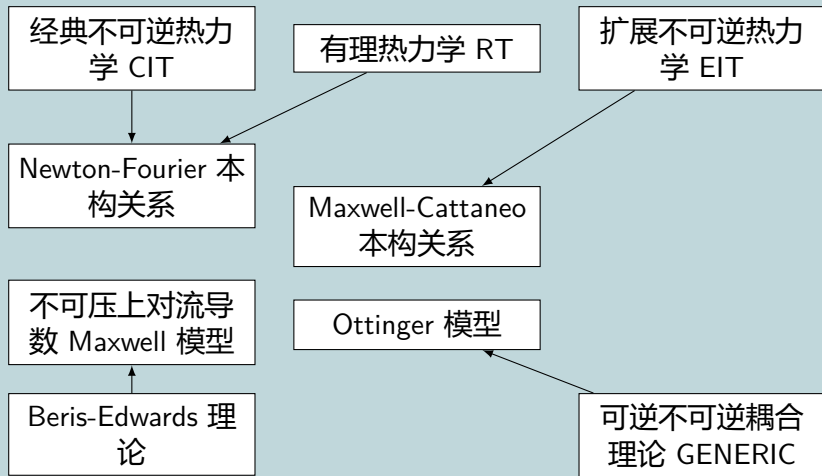 经典不可逆热力
学 CIT
有理热力学 RT
扩展不可逆热力
学 EIT
Newton-Fourier 本
构关系
Maxwell-Cattaneo
本构关系
不可压上对流导
数 Maxwell 模型
Ottinger 模型
Beris-Edwards 理
论
可逆不可逆耦合
理论 GENERIC